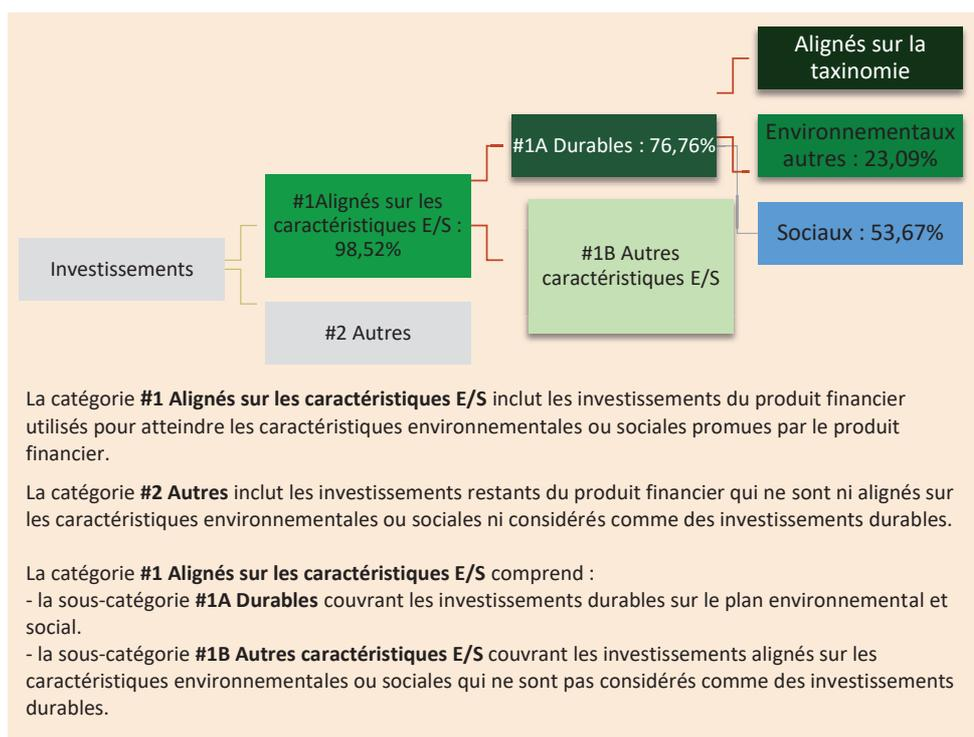 Alignés sur la
taxinomie
#1A Durables : 76,76%
Environnementaux
autres : 23,09%
#1Alignés sur les
caractéristiques E/S :
98,52%
Sociaux : 53,67%
#1B Autres
caractéristiques E/S
Investissements
#2 Autres
La catégorie #1 Alignés sur les caractéristiques E/S inclut les investissements du produit financier
utilisés pour atteindre les caractéristiques environnementales ou sociales promues par le produit
financier.
La catégorie #2 Autres inclut les investissements restants du produit financier qui ne sont ni alignés sur
les caractéristiques environnementales ou sociales ni considérés comme des investissements durables.
La catégorie #1 Alignés sur les caractéristiques E/S comprend :
- la sous-catégorie #1A Durables couvrant les investissements durables sur le plan environnemental et
social.
- la sous-catégorie #1B Autres caractéristiques E/S couvrant les investissements alignés sur les
caractéristiques environnementales ou sociales qui ne sont pas considérés comme des investissements
durables.